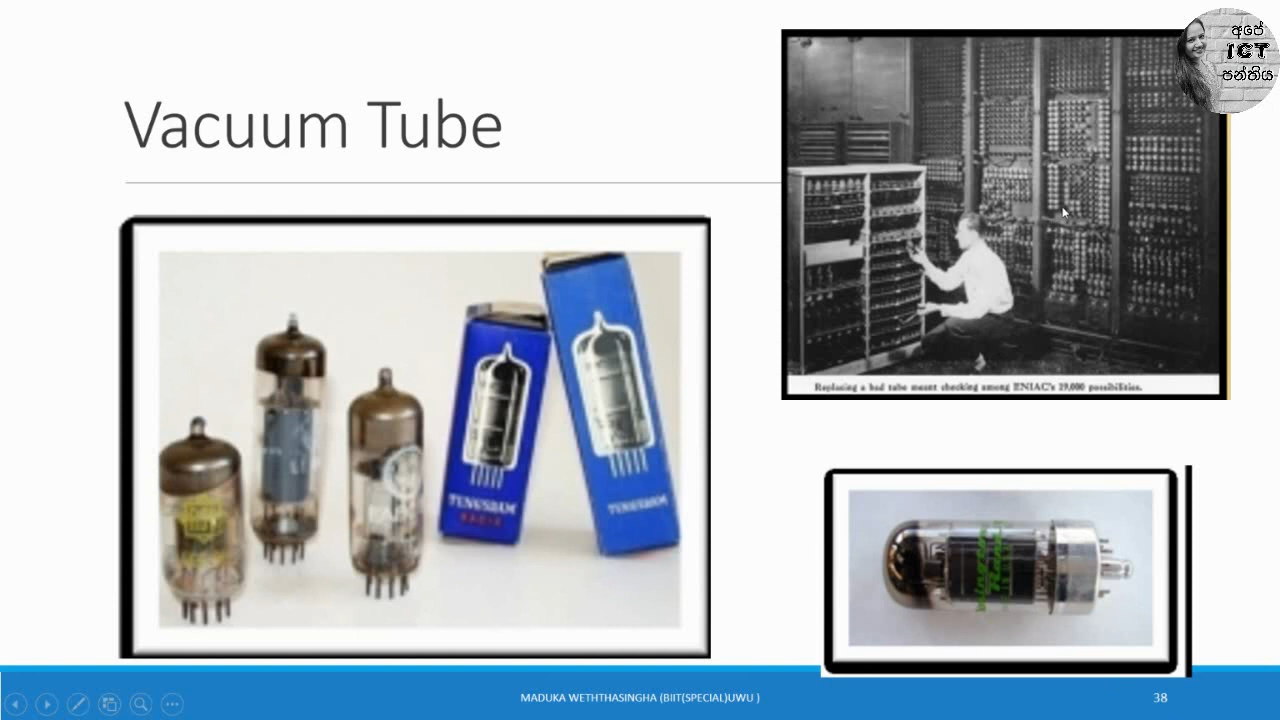 Vacuum Tube
අපේ
ICT
පන්තිය
Replacing a bad tube meant checking among ENIAC's 19,000 possibilities.
TUNGSRAM
RADIO
TUNGSRAM
MADUKA WETHTHASINGHA (BIIT(SPECIAL)UWU )
38